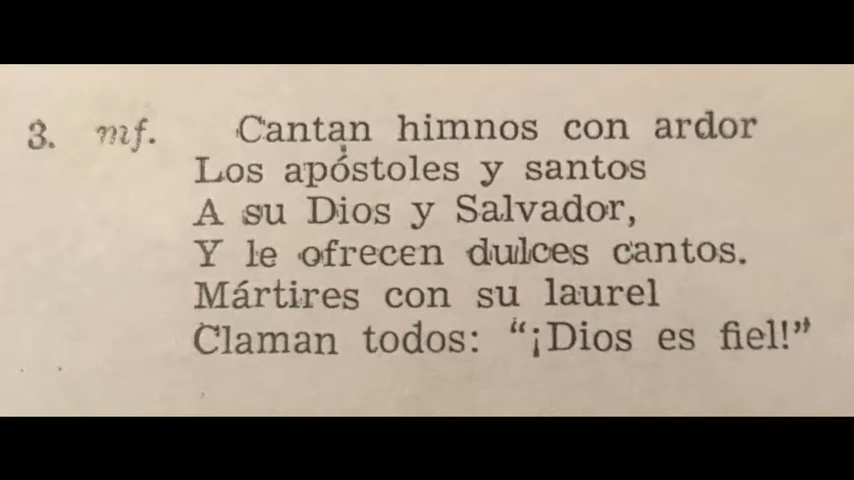 3. mf. Cantan himnos con ardor
Los apóstoles y santos
A su Dios y Salvador,
Y le ofrecen dulces cantos.
Mártires con su laurel
Claman todos: “¡Dios es fiel!”